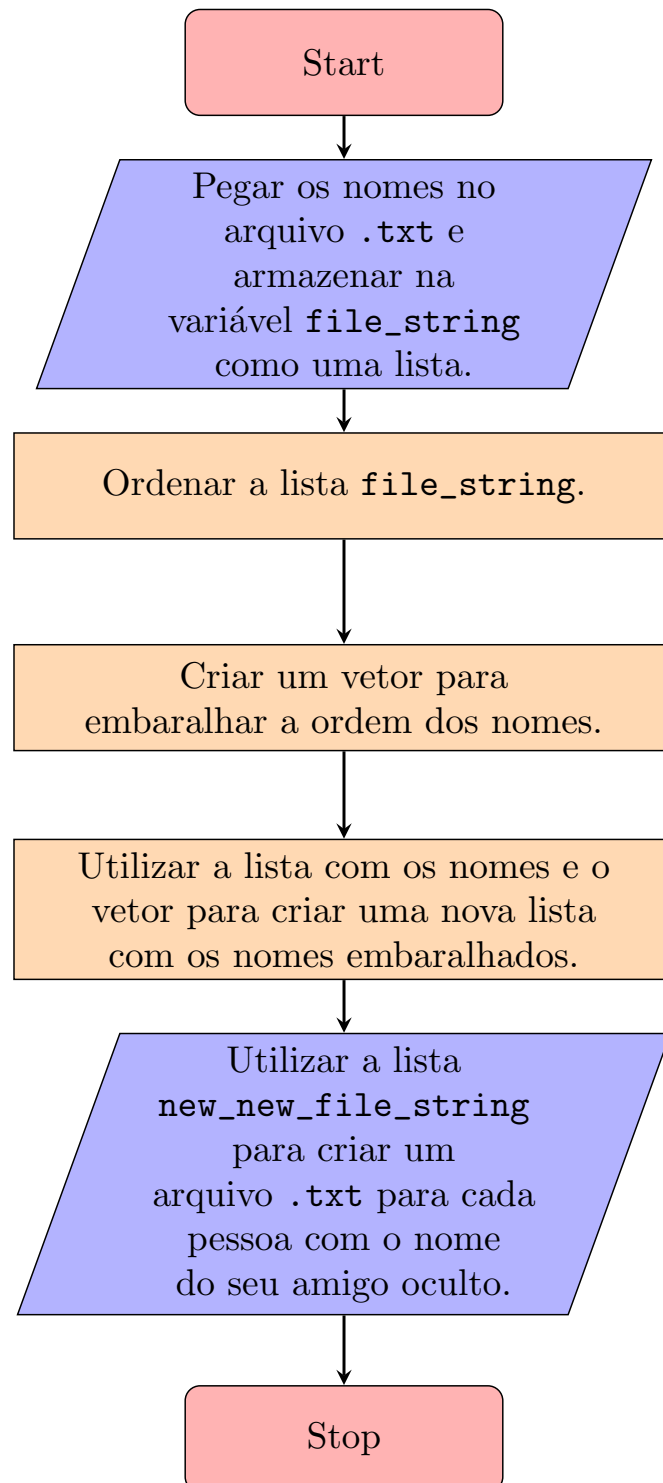 Start
Pegar os nomes no
arquivo .txt e
armazenar na
variável file_string
como uma lista.
Ordenar a lista file_string.
Criar um vetor para
embaralhar a ordem dos nomes.
Utilizar a lista com os nomes e o
vetor para criar uma nova lista
com os nomes embaralhados.
Utilizar a lista
new_new_file_string
para criar um
arquivo .txt para cada
pessoa com o nome
do seu amigo oculto.
Stop